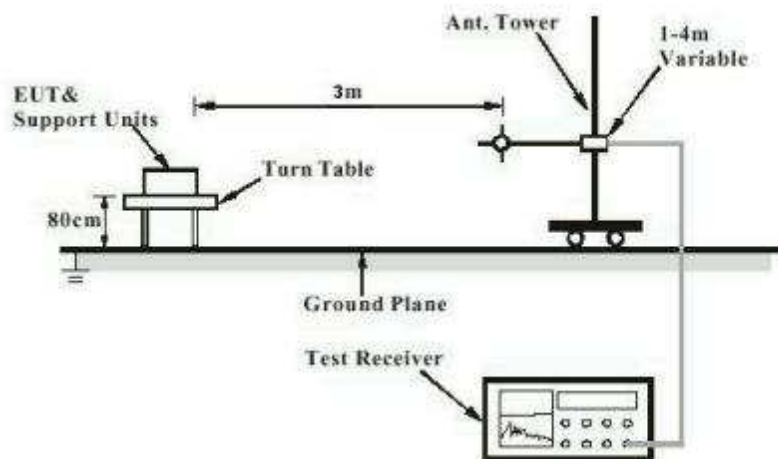 Ant. Tower
1-4m
Variable
3m
EUT&
Support Units
Turn Table
80cm
Ground Plane
Test Receiver